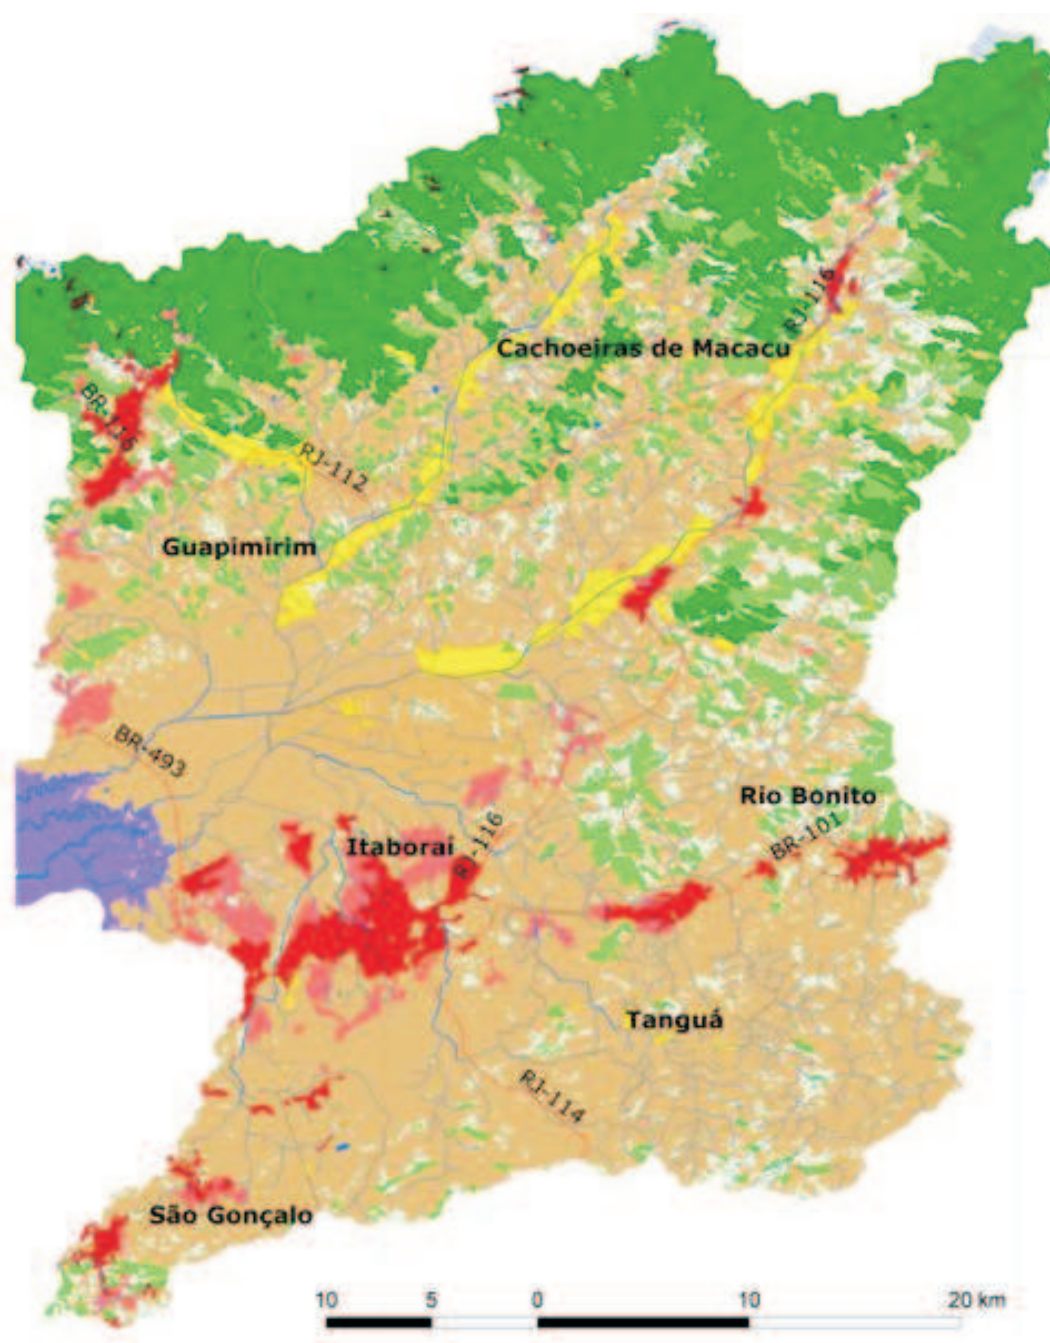 RJ-116
Cachoeiras de Macacu
BR-116
RJ-112
Guapimirim
BR-493
Rio Bonito
BR-101
Itaboraí
RJ-116
Tanguá
RJ-114
São Gonçalo
10 5 0 10 20 km